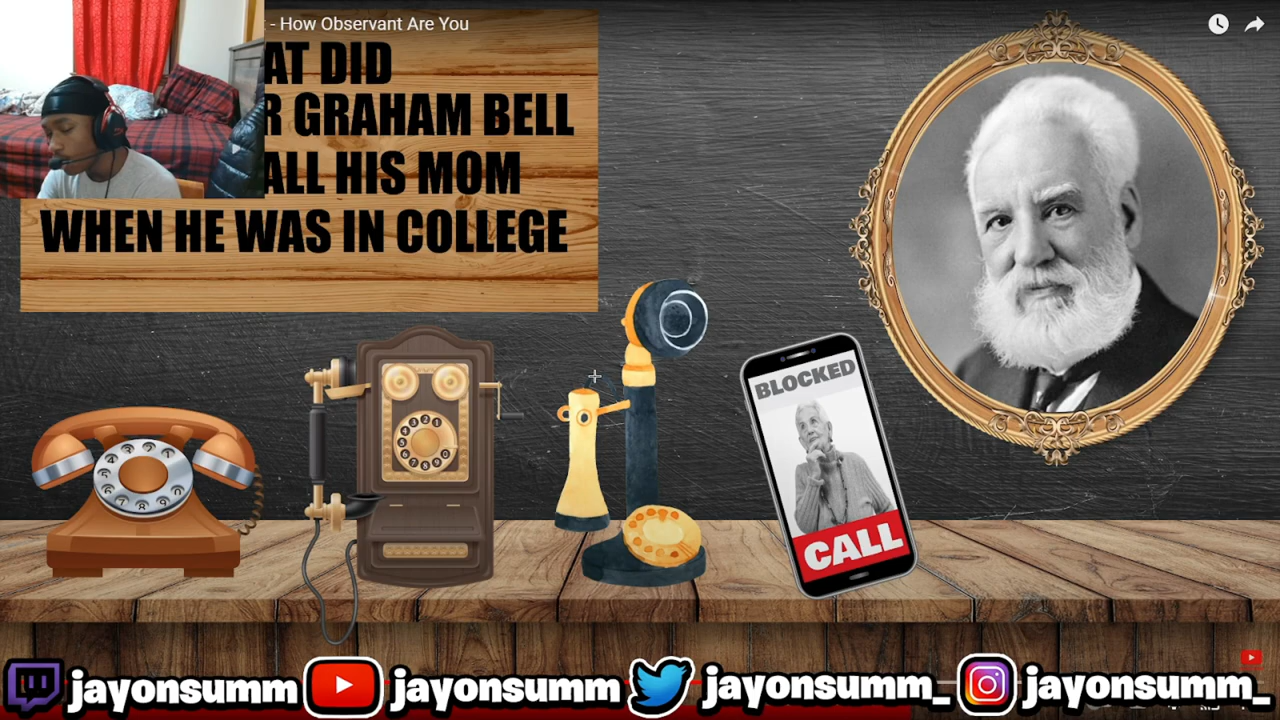 - How Observant Are You
AT DID
R GRAHAM BELL
ALL HIS MOM
WHEN HE WAS IN COLLEGE
BLOCKED
CALL
jayonsumm
jayonsumm
jayonsumm_
jayonsumm_